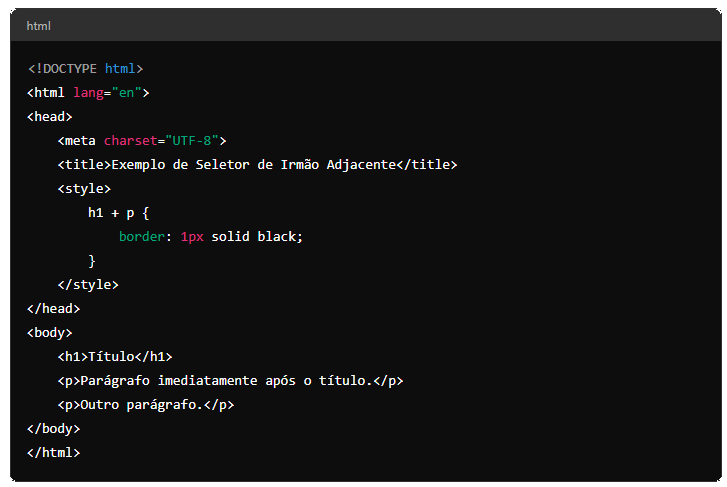 html
<!DOCTYPE html>
<html lang="en">
<head>
    <meta charset="UTF-8">
    <title>Exemplo de Seletor de Irmão Adjacente</title>
    <style>
        h1 + p {
            border: 1px solid black;
        }
    </style>
</head>
<body>
    <h1>Título</h1>
    <p>Parágrafo imediatamente após o título.</p>
    <p>Outro parágrafo.</p>
</body>
</html>